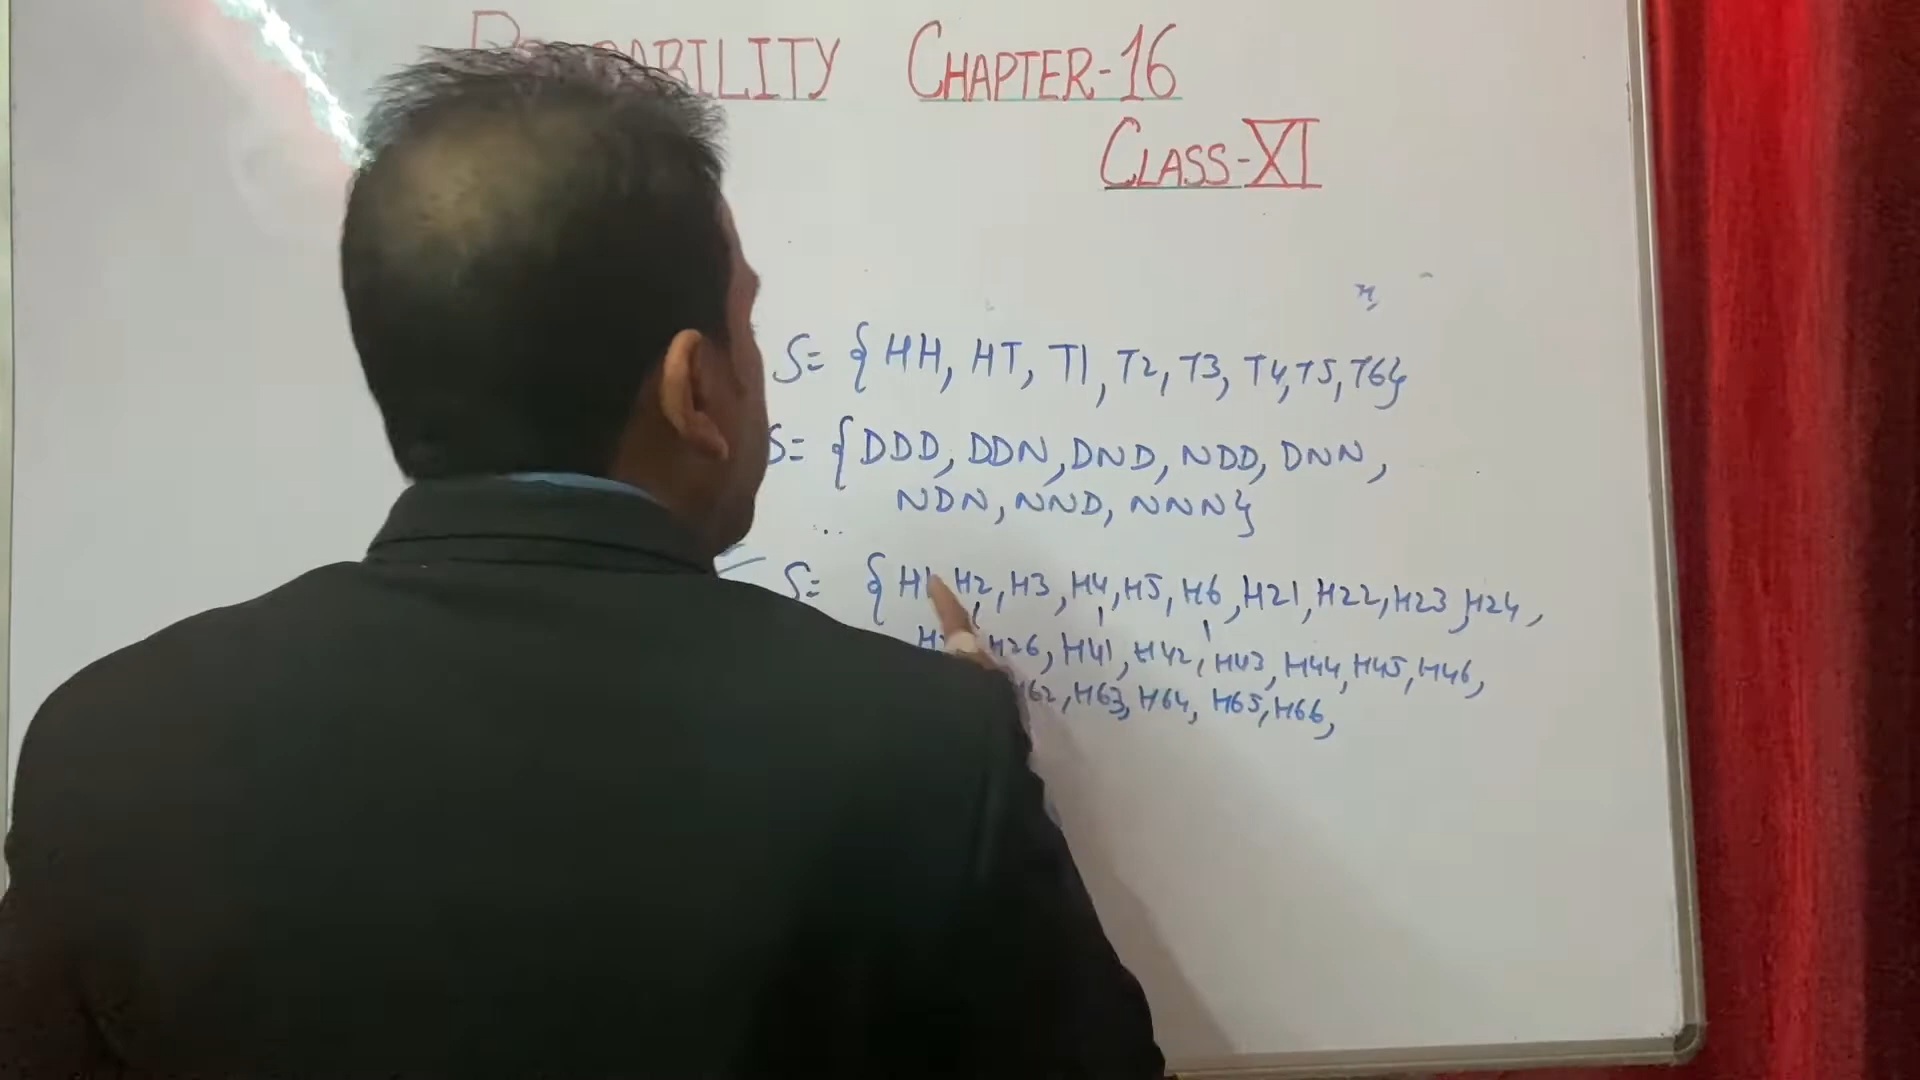 CHAPTER-16
CLASS-XI
S= {HH, HT, T1, T2, T3, T4, T5, T6}
S= {DDD, DDN, DND, NDD, DNN,
NDN, NND, NNN}
S= {H1, H2, H3, H4, H5, H6, H21, H22, H23, H24,
H26, H41, H42, H43, H44, H45, H46,
H62, H63, H64, H65, H66,